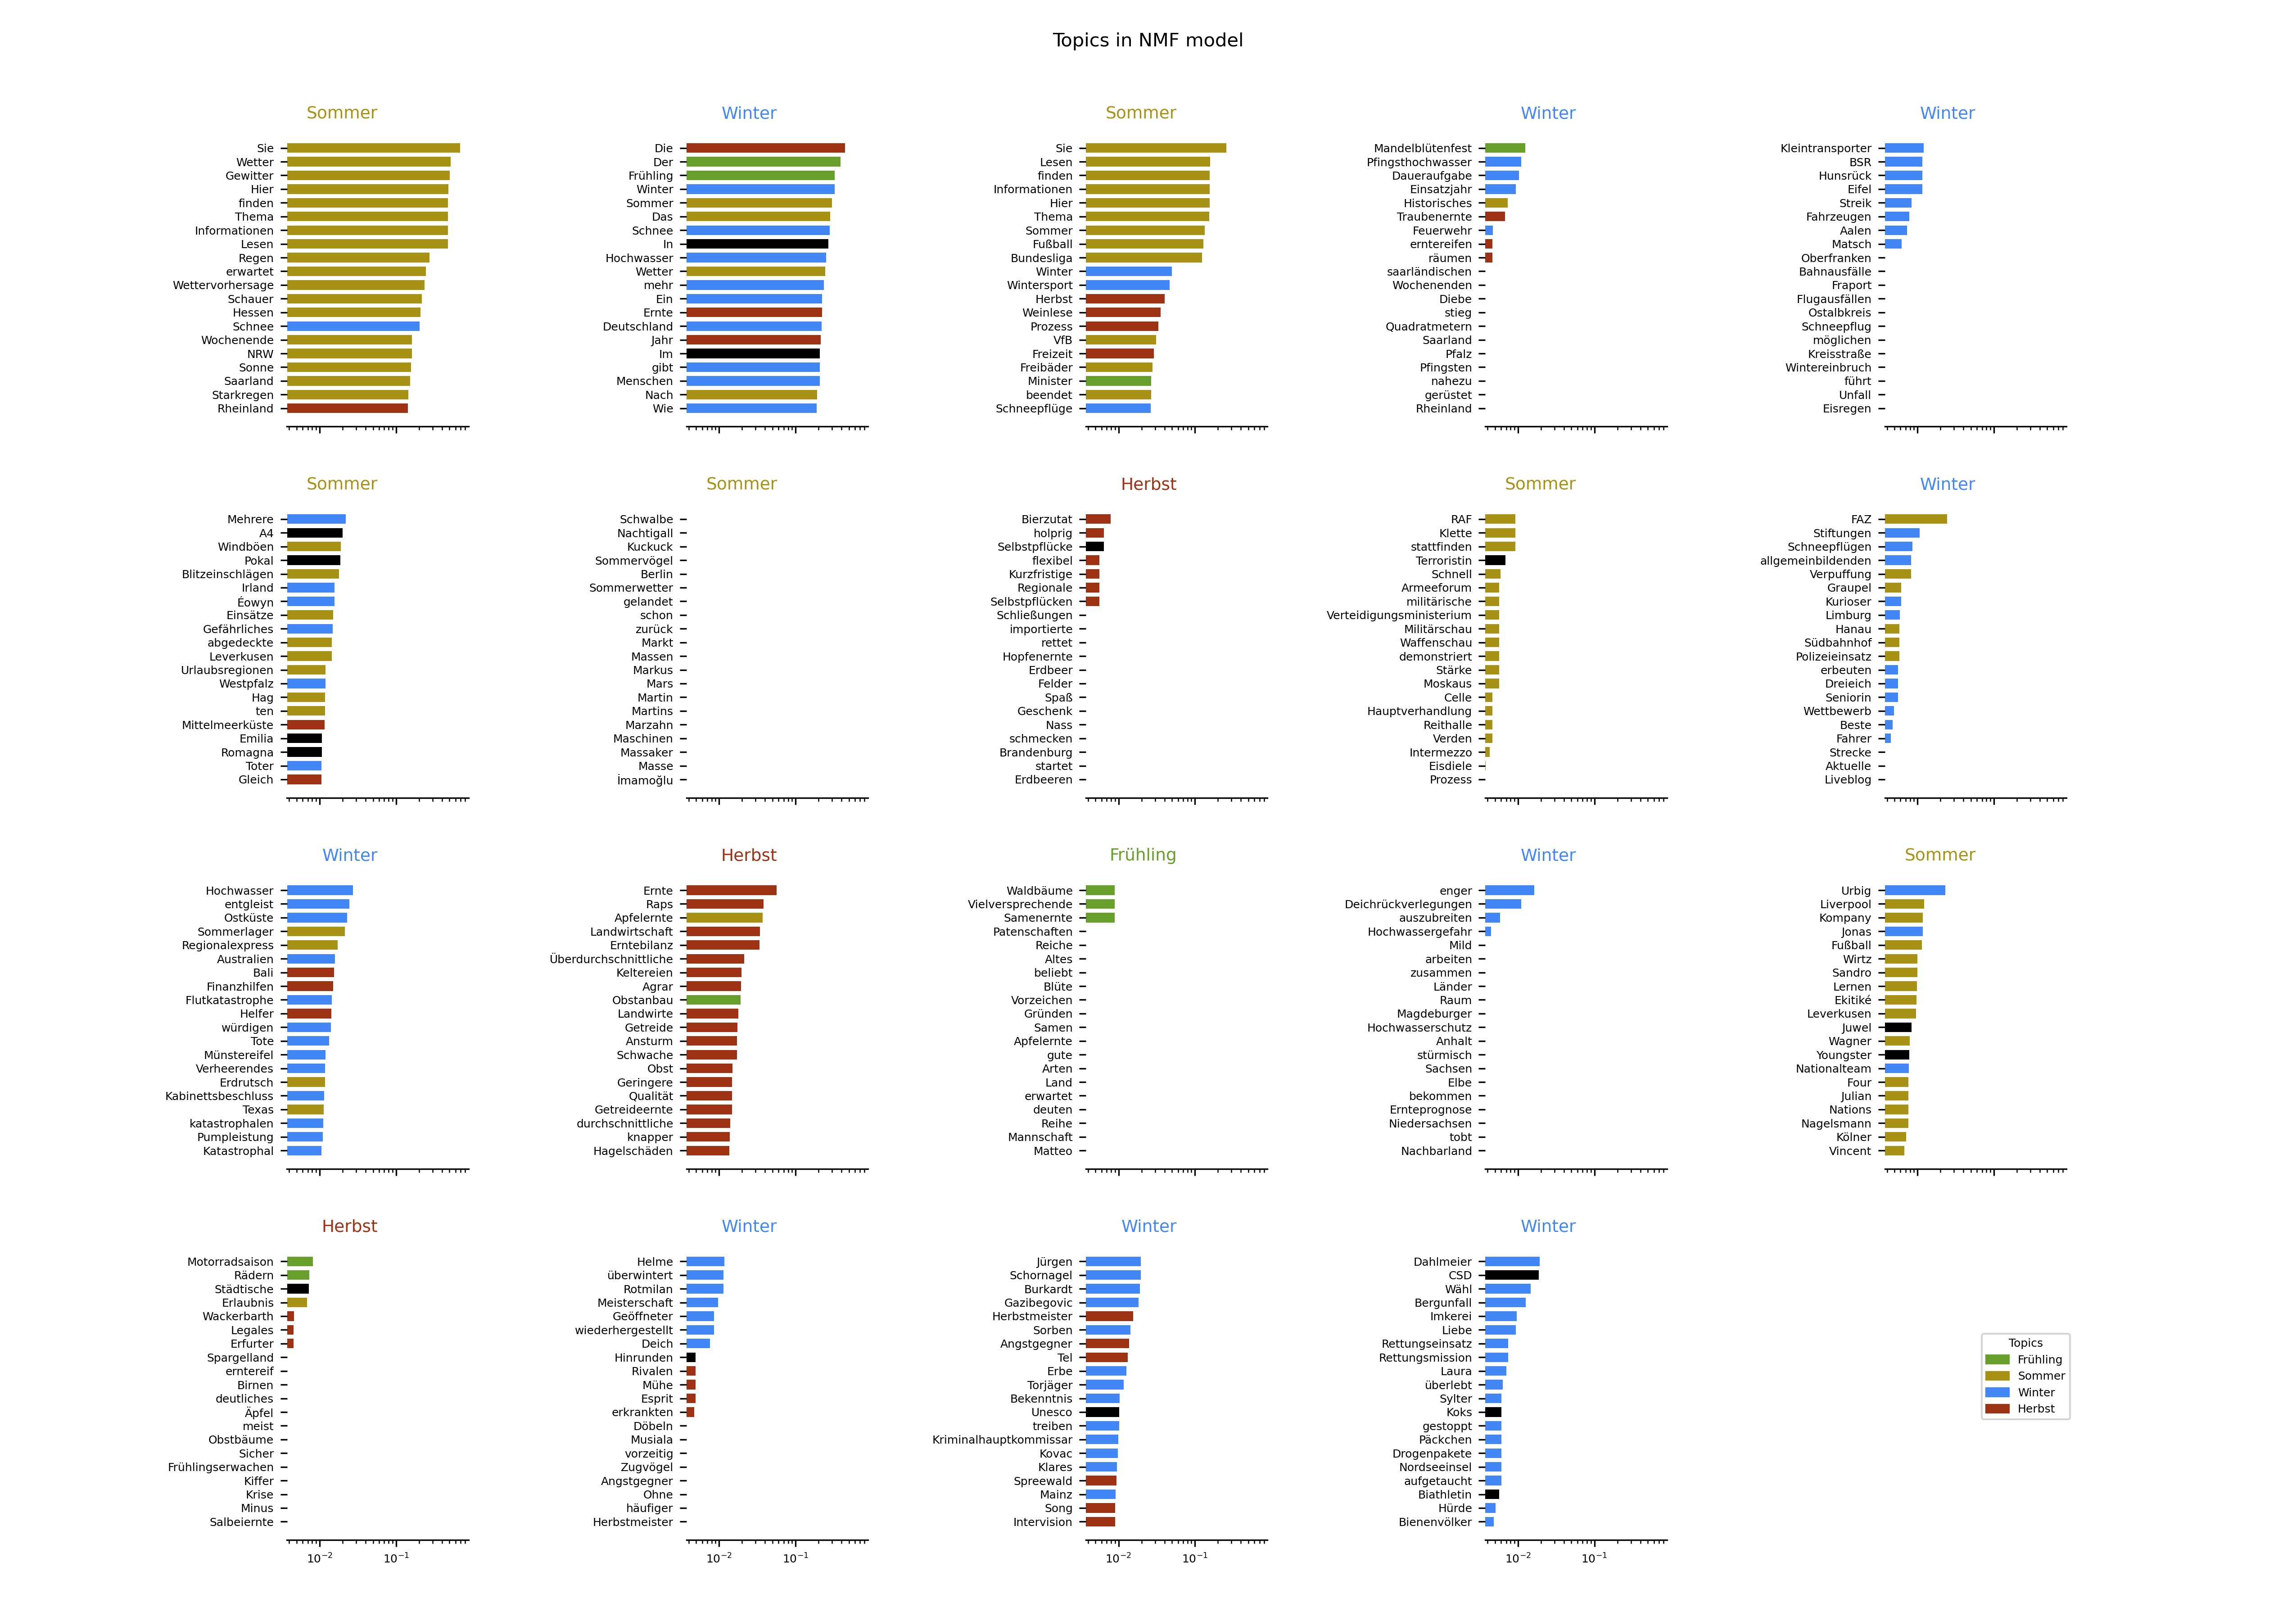 Topics in NMF model
Sommer
Sie
Wetter
Gewitter
Hier
finden
Thema
Informationen
Lesen
Regen
erwartet
Wettervorhersage
Schauer
Hessen
Schnee
Wochenende
NRW
Sonne
Saarland
Starkregen
Rheinland
Winter
Die
Der
Frühling
Winter
Sommer
Das
Schnee
In
Hochwasser
Wetter
mehr
Ein
Ernte
Deutschland
Jahr
Im
gibt
Menschen
Nach
Wie
Sommer
Sie
Lesen
finden
Informationen
Hier
Thema
Sommer
Fußball
Bundesliga
Winter
Wintersport
Herbst
Weinlese
Prozess
VfB
Freizeit
Freibäder
Minister
beendet
Schneepflüge
Winter
Mandelblütenfest
Pfingsthochwasser
Daueraufgabe
Einsatzjahr
Historisches
Traubenernte
Feuerwehr
erntereifen
räumen
saarländischen
Wochenenden
Diebe
stieg
Quadratmetern
Saarland
Pfalz
Pfingsten
nahezu
gerüstet
Rheinland
Winter
Kleintransporter
BSR
Hunsrück
Eifel
Streik
Fahrzeugen
Aalen
Matsch
Oberfranken
Bahnausfälle
Fraport
Flugausfällen
Ostalbkreis
Schneepflug
möglichen
Kreisstraße
Wintereinbruch
führt
Unfall
Eisregen
Sommer
Mehrere
A4
Windböen
Pokal
Blitzeinschlägen
Irland
Éowyn
Einsätze
Gefährliches
abgedeckte
Leverkusen
Urlaubsregionen
Westpfalz
Hag
ten
Mittelmeerküste
Emilia
Romagna
Toter
Gleich
Sommer
Schwalbe
Nachtigall
Kuckuck
Sommervögel
Berlin
Sommerwetter
gelandet
schon
zurück
Markt
Massen
Markus
Mars
Martin
Martins
Marzahn
Maschinen
Massaker
Masse
İmamoğlu
Herbst
Bierzutat
holprig
Selbstpflücke
flexibel
Kurzfristige
Regionale
Selbstpflücken
Schließungen
importierte
rettet
Hopfenernte
Erdbeer
Felder
Spaß
Geschenk
Nass
schmecken
Brandenburg
startet
Erdbeeren
Sommer
RAF
Klette
stattfinden
Terroristin
Schnell
Armeeforum
militärische
Verteidigungsministerium
Militärschau
Waffenschau
demonstriert
Stärke
Moskaus
Celle
Hauptverhandlung
Reithalle
Verden
Intermezzo
Eisdiele
Prozess
Winter
FAZ
Stiftungen
Schneepflügen
allgemeinbildenden
Verpuffung
Graupel
Kurioser
Limburg
Hanau
Südbahnhof
Polizeieinsatz
erbeuten
Dreieich
Seniorin
Wettbewerb
Beste
Fahrer
Strecke
Aktuelle
Liveblog
Winter
Hochwasser
entgleist
Ostküste
Sommerlager
Regionalexpress
Australien
Bali
Finanzhilfen
Flutkatastrophe
Helfer
würdigen
Tote
Münstereifel
Verheerendes
Erdrutsch
Kabinettsbeschluss
Texas
katastrophalen
Pumpleistung
Katastrophal
Herbst
Ernte
Raps
Apfelernte
Landwirtschaft
Erntebilanz
Überdurchschnittliche
Keltereien
Agrar
Obstanbau
Landwirte
Getreide
Ansturm
Schwache
Obst
Geringere
Qualität
Getreideernte
durchschnittliche
knapper
Hagelschäden
Frühling
Waldbäume
Vielversprechende
Samenernte
Patenschaften
Reiche
Altes
beliebt
Blüte
Vorzeichen
Gründen
Samen
Apfelernte
gute
Arten
Land
erwartet
deuten
Reihe
Mannschaft
Matteo
Winter
enger
Deichrückverlegungen
auszubreiten
Hochwassergefahr
Mild
arbeiten
zusammen
Länder
Raum
Magdeburger
Hochwasserschutz
Anhalt
stürmisch
Sachsen
Elbe
bekommen
Ernteprognose
Niedersachsen
tobt
Nachbarland
Sommer
Urbig
Liverpool
Kompany
Jonas
Fußball
Wirtz
Sandro
Lernen
Ekitiké
Leverkusen
Juwel
Wagner
Youngster
Nationalteam
Four
Julian
Nations
Nagelsmann
Kölner
Vincent
Herbst
Motorradsaison
Rädern
Städtische
Erlaubnis
Wackerbarth
Legales
Erfurter
Spargelland
erntereif
Birnen
deutliches
Äpfel
meist
Obstbäume
Sicher
Frühlingserwachen
Kiffer
Krise
Minus
Salbeiernte
10⁻² 10⁻¹
Winter
Helme
überwintert
Rotmilan
Meisterschaft
Geöffneter
wiederhergestellt
Deich
Hinrunden
Rivalen
Mühe
Esprit
erkrankten
Döbeln
Musiala
vorzeitig
Zugvögel
Angstgegner
Ohne
häufiger
Herbstmeister
10⁻² 10⁻¹
Winter
Jürgen
Schornagel
Burkardt
Gazibegovic
Herbstmeister
Sorben
Angstgegner
Tel
Erbe
Torjäger
Bekenntnis
Unesco
treiben
Kriminalhauptkommissar
Kovac
Klares
Spreewald
Mainz
Song
Intervision
10⁻² 10⁻¹
Winter
Dahlmeier
CSD
Wähl
Bergunfall
Imkerei
Liebe
Rettungseinsatz
Rettungsmission
Laura
überlebt
Sylter
Koks
gestoppt
Päckchen
Drogenpakete
Nordseeinsel
aufgetaucht
Biathletin
Hürde
Bienenvölker
10⁻² 10⁻¹
Topics
Frühling
Sommer
Winter
Herbst